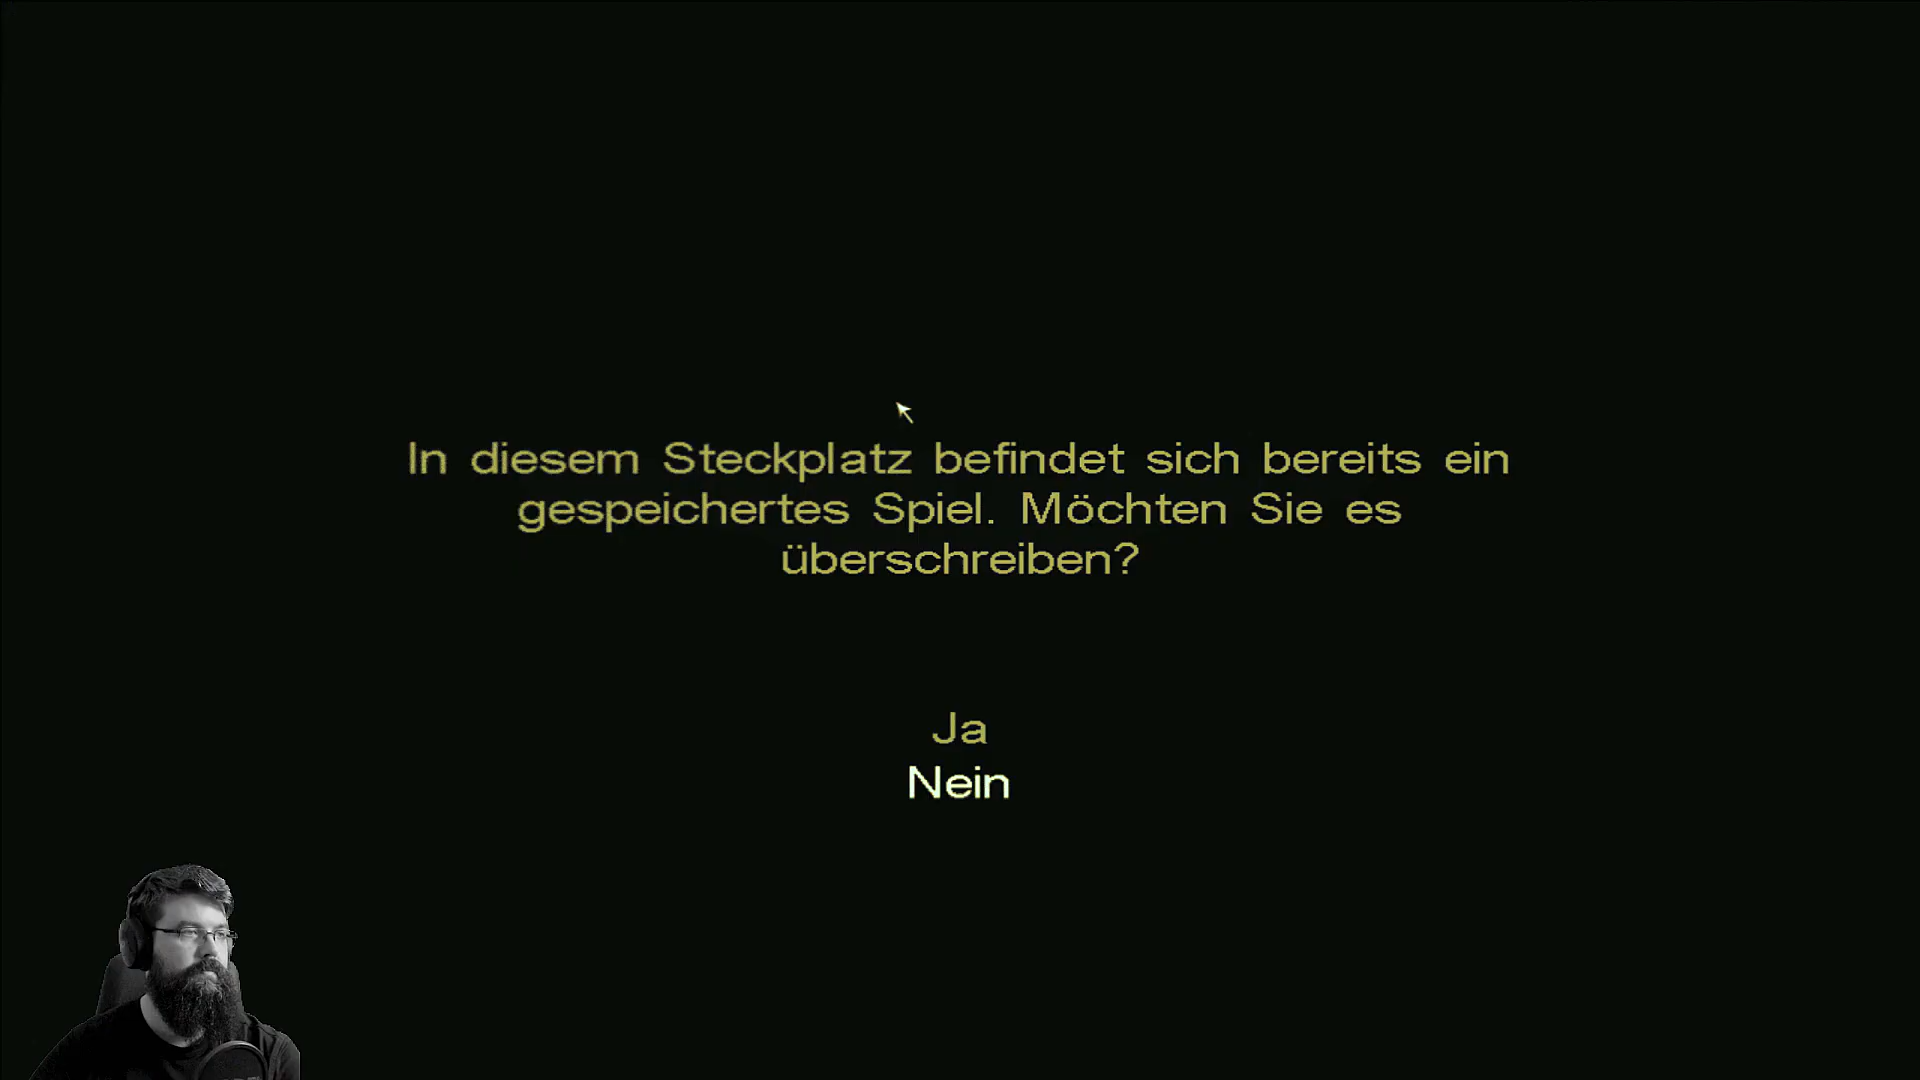 In diesem Steckplatz befindet sich bereits ein
gespeichertes Spiel. Möchten Sie es
überschreiben?
Ja
Nein